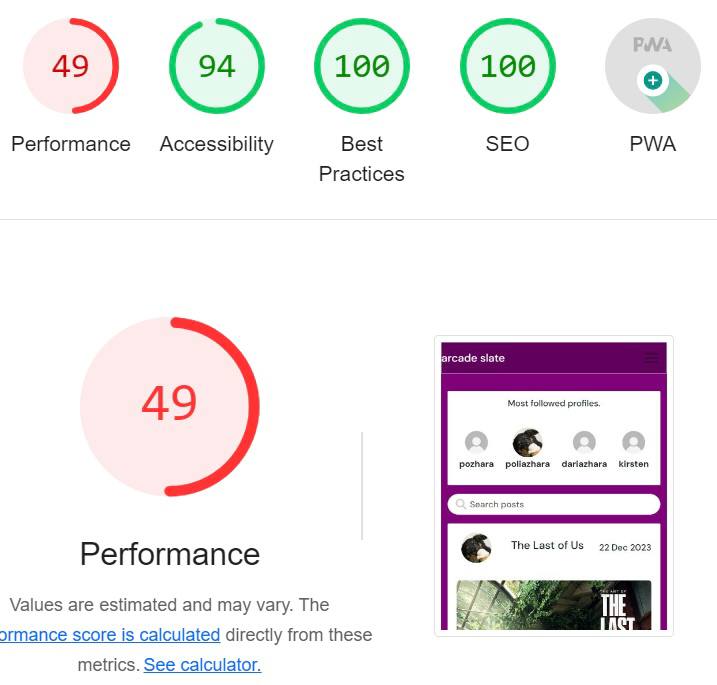 49 94 100 100 PWA
Performance Accessibility Best Practices SEO PWA
49
Performance
Values are estimated and may vary. The
ormance score is calculated directly from these
metrics. See calculator.
arcade slate
Most followed profiles.
pozhara poliazhara dariazhara kirsten
Search posts
The Last of Us 22 Dec 2023
THE ART OF
THE
LAST